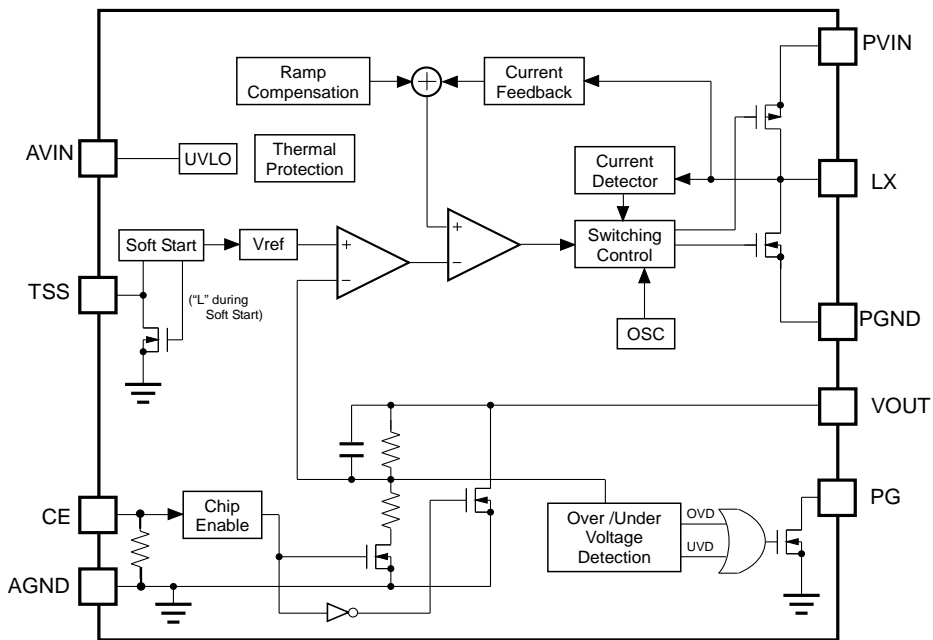 PVIN
Ramp
Compensation
+
Current
Feedback
AVIN
UVLO
Thermal
Protection
Current
Detector
LX
Soft Start
Vref
+
−
+
−
Switching
Control
TSS
("L" during
Soft Start)
OSC
PGND
VOUT
CE
Chip
Enable
Over /Under
Voltage
Detection
OVD
UVD
PG
AGND